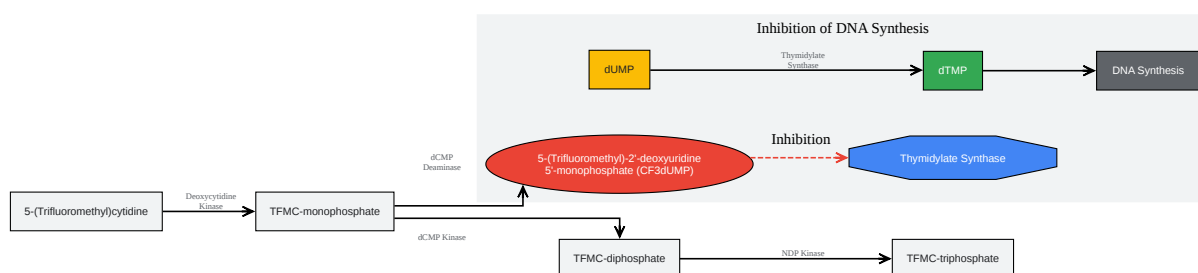 Inhibition of DNA Synthesis
dUMP
Thymidylate
Synthase
dTMP
DNA Synthesis
5-(Trifluoromethyl)-2'-deoxyuridine
5'-monophosphate (CF3dUMP)
Inhibition
Thymidylate Synthase
dCMP
Deaminase
5-(Trifluoromethyl)cytidine
Deoxycytidine
Kinase
TFMC-monophosphate
dCMP Kinase
TFMC-diphosphate
NDP Kinase
TFMC-triphosphate